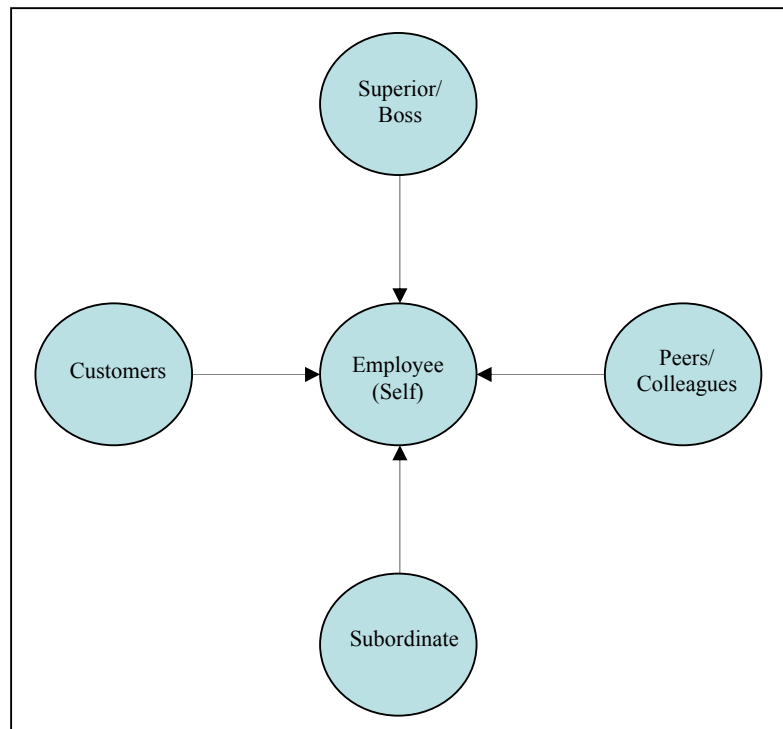 Superior/
Boss
Customers
Employee
(Self)
Peers/
Colleagues
Subordinate